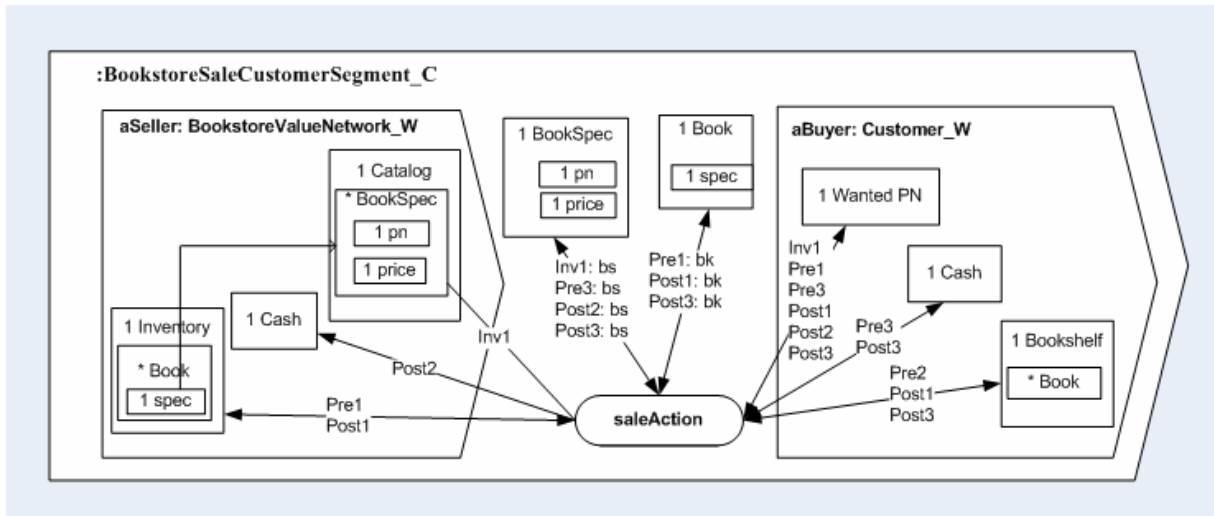 :BookstoreSaleCustomerSegment_C
aSeller: BookstoreValueNetwork_W
1 Catalog
* BookSpec
1 pn
1 price
1 Inventory
* Book
1 spec
1 Cash
1 BookSpec
1 pn
1 price
1 Book
1 spec
aBuyer: Customer_W
1 Wanted PN
1 Cash
1 Bookshelf
* Book
Inv1
Post2
Pre1
Post1
Inv1: bs
Pre3: bs
Post2: bs
Post3: bs
Pre1: bk
Post1: bk
Post3: bk
Inv1
Pre1
Pre3
Post1
Post2
Post3
Pre3
Post3
Pre2
Post1
Post3
saleAction